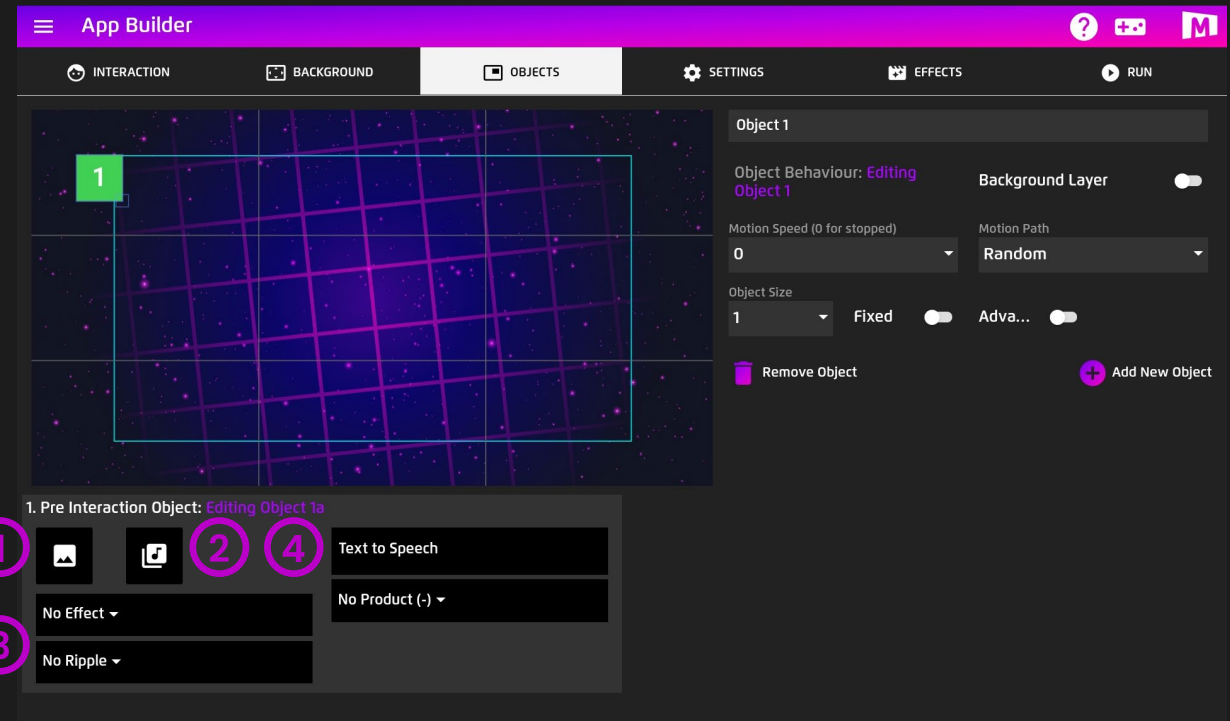 App Builder
?
M
INTERACTION
BACKGROUND
OBJECTS
SETTINGS
EFFECTS
RUN
1
Object 1
Object Behaviour: Editing
Object 1
Background Layer
Motion Speed (0 for stopped)
Motion Path
0
Random
Object Size
1
Fixed
Adva...
Remove Object
Add New Object
1. Pre Interaction Object: Editing Object 1a
1
2
4
Text to Speech
No Product (-)
No Effect
3
No Ripple